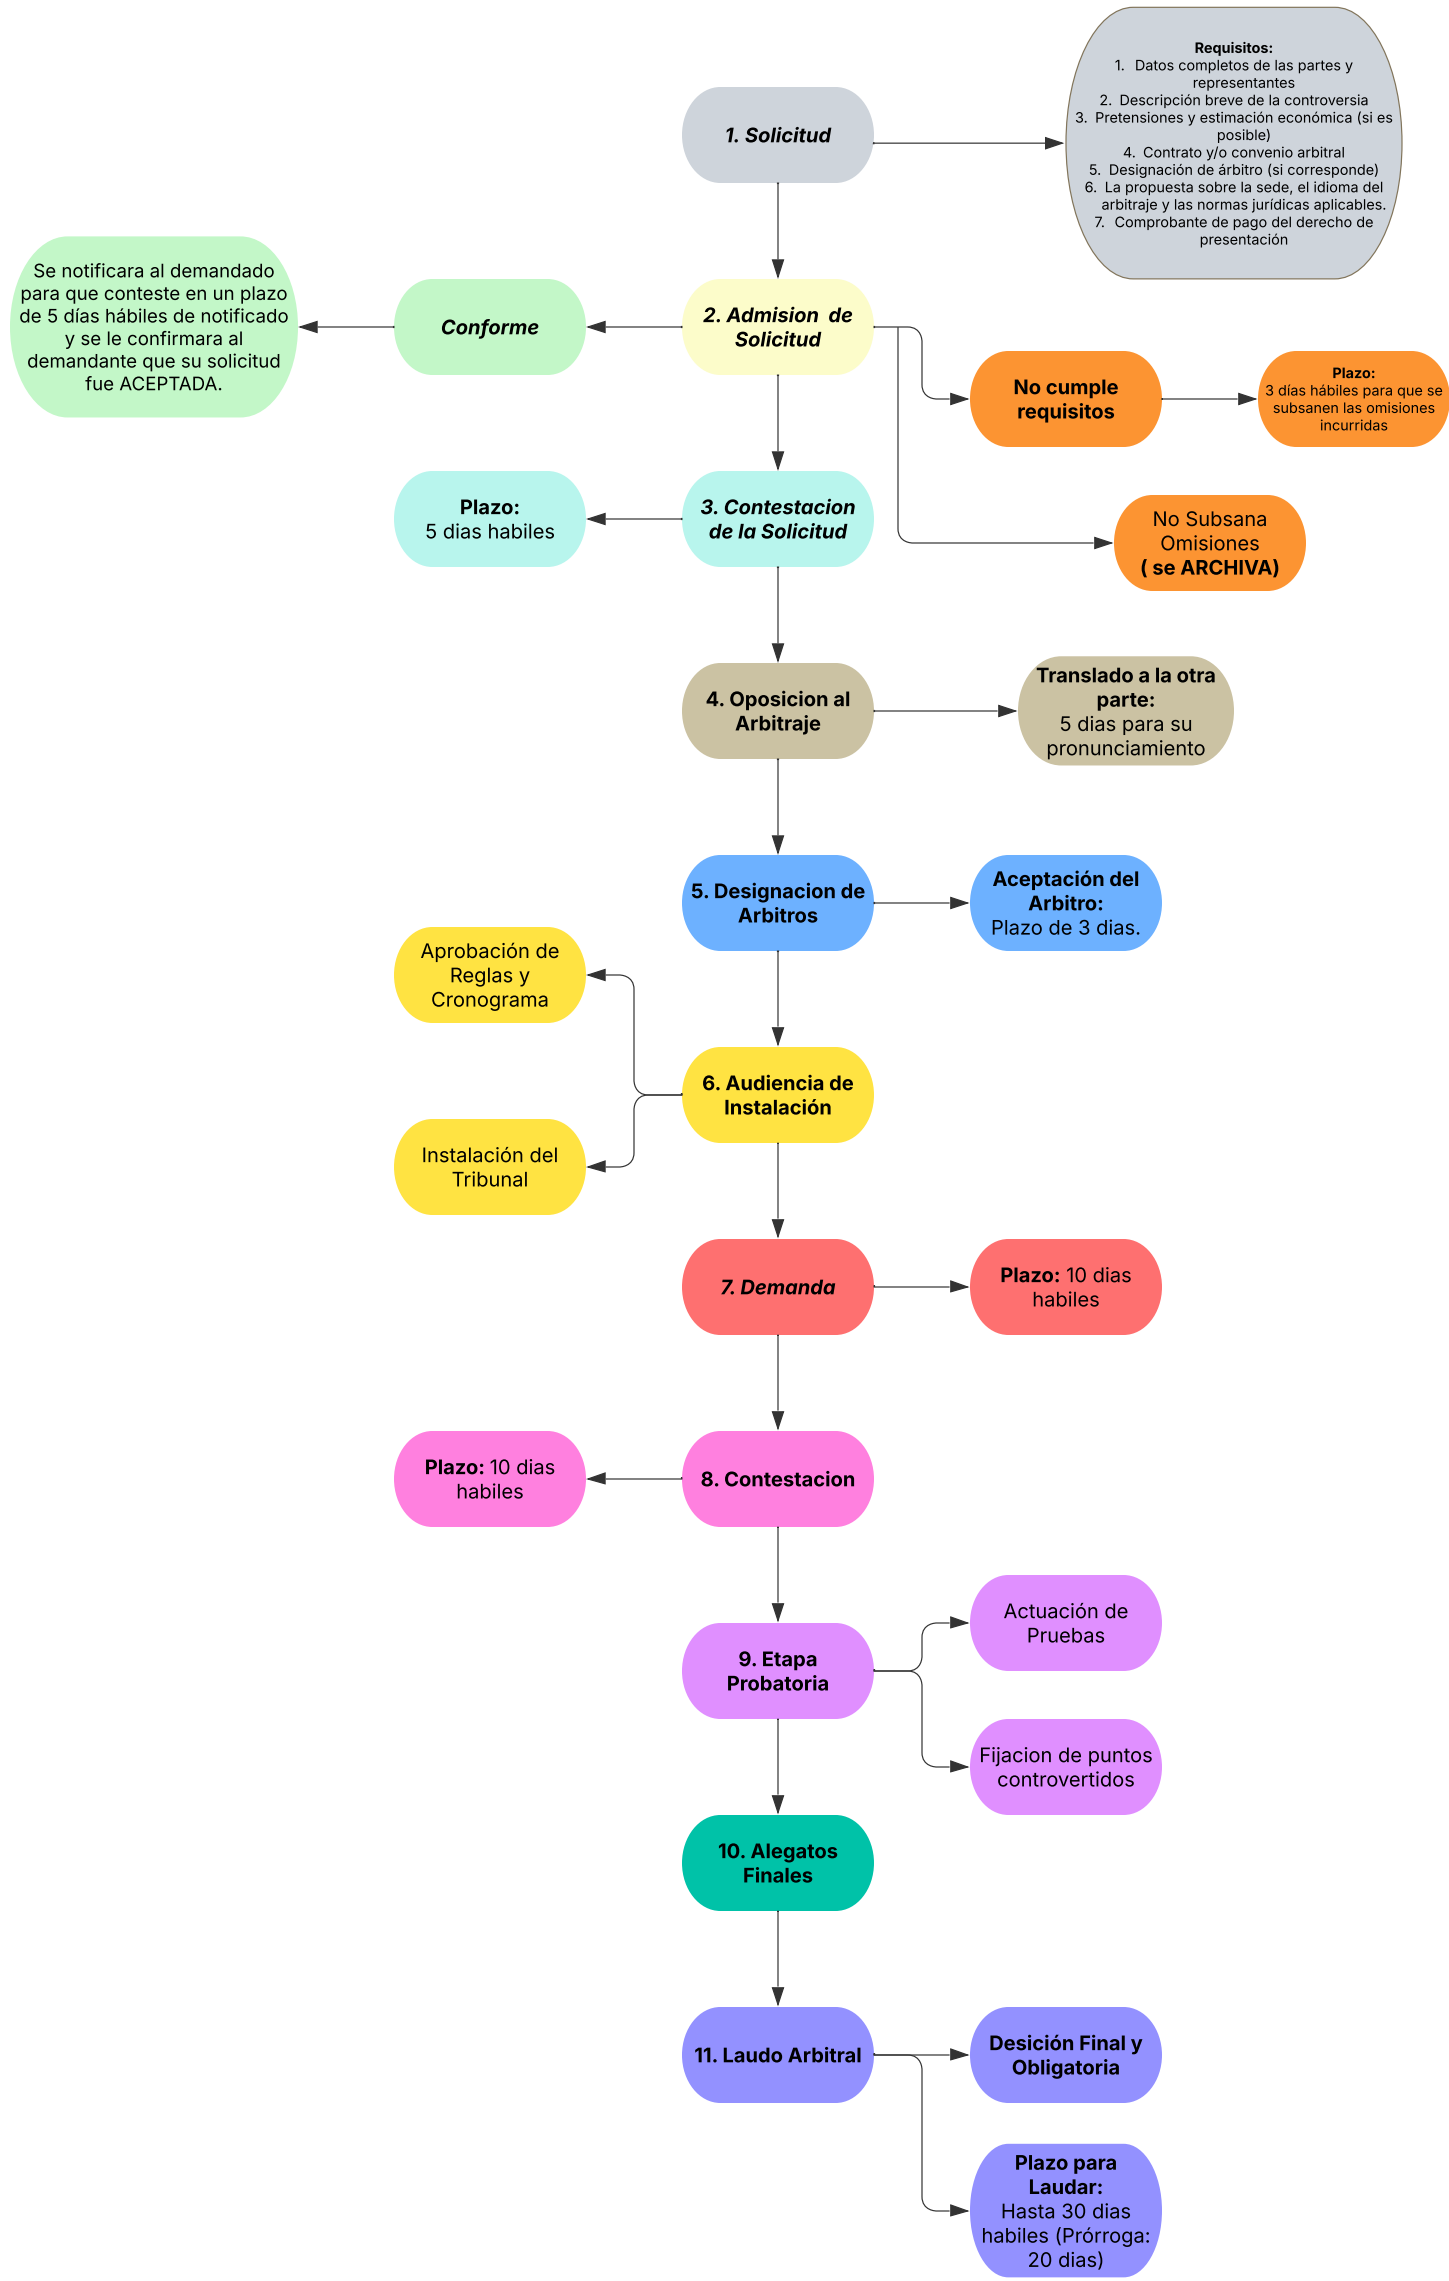 Requisitos:
1. Datos completos de las partes y
representantes
2. Descripción breve de la controversia
3. Pretensiones y estimación económica (si es
posible)
4. Contrato y/o convenio arbitral
5. Designación de árbitro (si corresponde)
6. La propuesta sobre la sede, el idioma del
arbitraje y las normas jurídicas aplicables.
7. Comprobante de pago del derecho de
presentación
1. Solicitud
Se notificara al demandado
para que conteste en un plazo
de 5 días hábiles de notificado
y se le confirmara al
demandante que su solicitud
fue ACEPTADA.
Conforme
2. Admision de
Solicitud
No cumple
requisitos
Plazo:
3 días hábiles para que se
subsanen las omisiones
incurridas
Plazo:
5 dias habiles
3. Contestacion
de la Solicitud
No Subsana
Omisiones
( se ARCHIVA)
4. Oposicion al
Arbitraje
Translado a la otra
parte:
5 dias para su
pronunciamiento
5. Designacion de
Arbitros
Aceptación del
Arbitro:
Plazo de 3 dias.
Aprobación de
Reglas y
Cronograma
6. Audiencia de
Instalación
Instalación del
Tribunal
7. Demanda
Plazo: 10 dias
habiles
Plazo: 10 dias
habiles
8. Contestacion
9. Etapa
Probatoria
Actuación de
Pruebas
Fijacion de puntos
controvertidos
10. Alegatos
Finales
11. Laudo Arbitral
Desición Final y
Obligatoria
Plazo para
Laudar:
Hasta 30 dias
habiles (Prórroga:
20 dias)